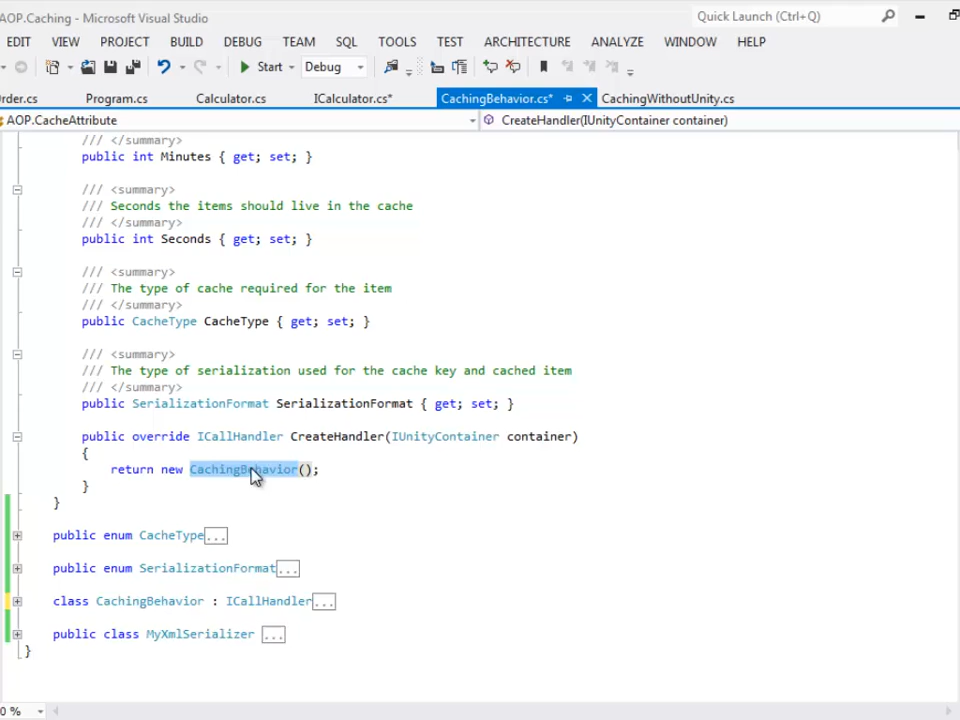 AOP.Caching - Microsoft Visual Studio
Quick Launch (Ctrl+Q)
EDIT VIEW PROJECT BUILD DEBUG TEAM SQL TOOLS TEST ARCHITECTURE ANALYZE WINDOW HELP
Start Debug
rder.cs Program.cs Calculator.cs ICalculator.cs* CachingBehavior.cs* CachingWithoutUnity.cs
AOP.CacheAttribute CreateHandler(IUnityContainer container)
/// </summary>
public int Minutes { get; set; }
/// <summary>
/// Seconds the items should live in the cache
/// </summary>
public int Seconds { get; set; }
/// <summary>
/// The type of cache required for the item
/// </summary>
public CacheType CacheType { get; set; }
/// <summary>
/// The type of serialization used for the cache key and cached item
/// </summary>
public SerializationFormat SerializationFormat { get; set; }
public override ICallHandler CreateHandler(IUnityContainer container)
{
return new CachingBehavior();
}
}
public enum CacheType...
public enum SerializationFormat...
class CachingBehavior : ICallHandler...
public class MyXmlSerializer ...
}
0 %